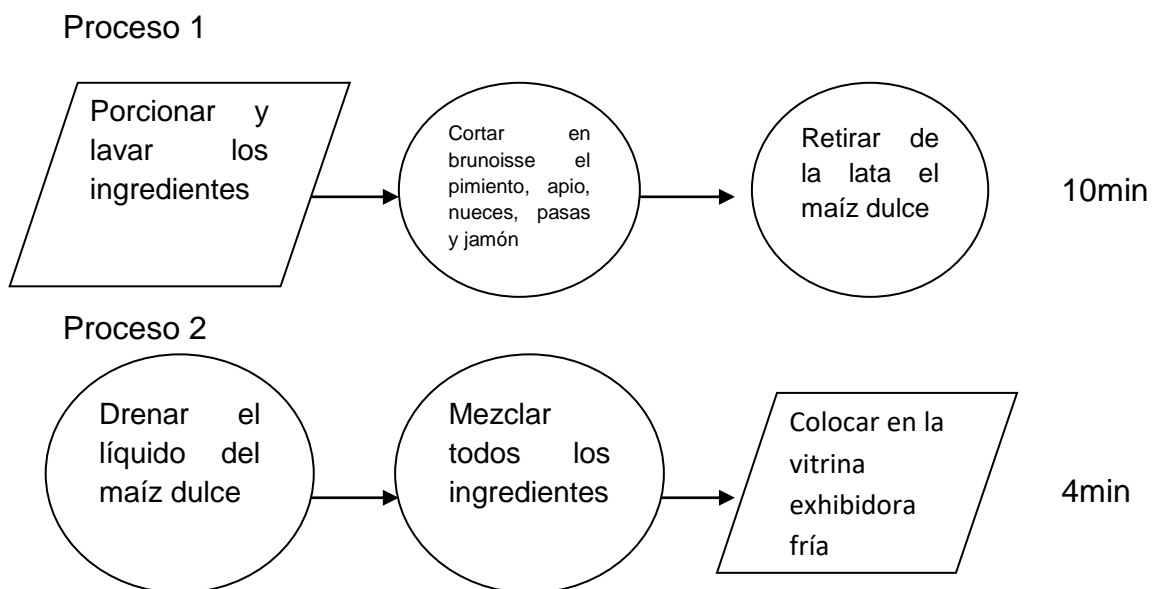 Proceso 1
Porcionar y
lavar los
ingredientes
Cortar en
brunoisse el
pimiento, apio,
nueces, pasas
y jamón
Retirar de
la lata el
maíz dulce
10min
Proceso 2
Drenar el
líquido del
maíz dulce
Mezclar
todos los
ingredientes
Colocar en la
vitrina
exhibidora
fría
4min